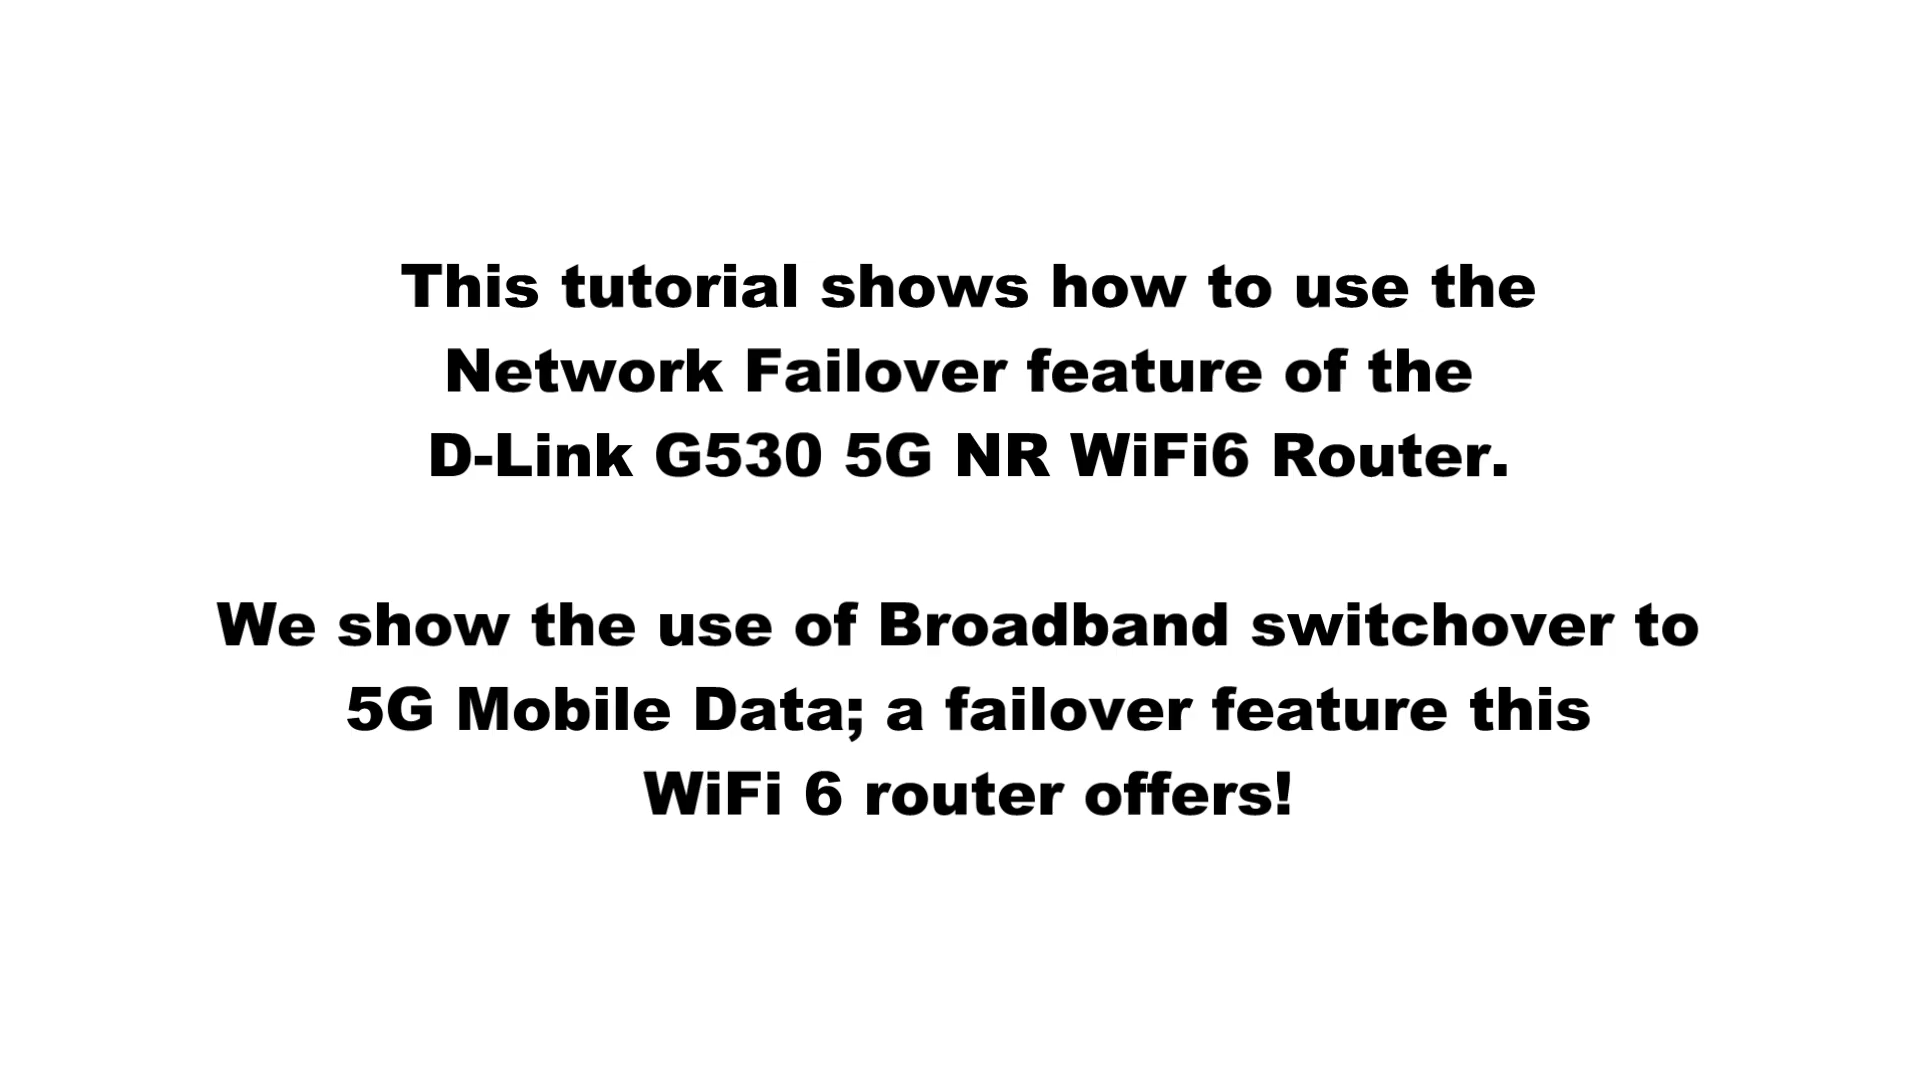 This tutorial shows how to use the
Network Failover feature of the
D-Link G530 5G NR WiFi6 Router.
We show the use of Broadband switchover to
5G Mobile Data; a failover feature this
WiFi 6 router offers!